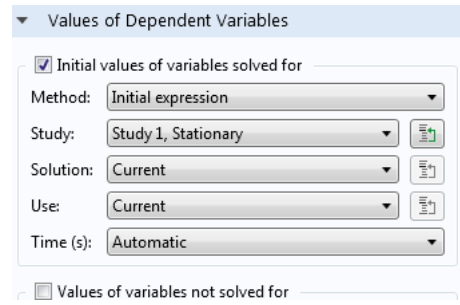 Values of Dependent Variables
Initial values of variables solved for
Method: Initial expression
Study: Study 1, Stationary
Solution: Current
Use: Current
Time (s): Automatic
Values of variables not solved for